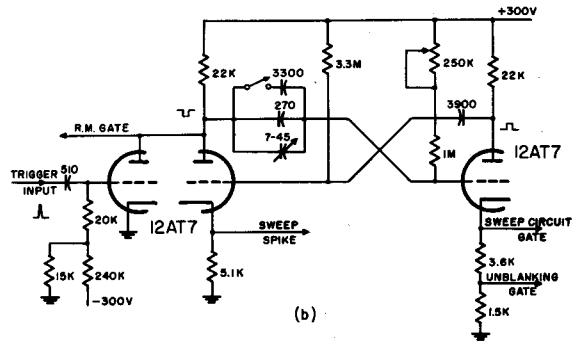 +300V
22K
3.3M
250K
22K
3300
270
7-45
3900
R.M. GATE
1M
12AT7
TRIGGER
INPUT
510
20K
12AT7
SWEEP
SPIKE
SWEEP CIRCUIT
GATE
15K
240K
5.1K
3.6K
UNBLANKING
GATE
-300V
1.5K
(b)